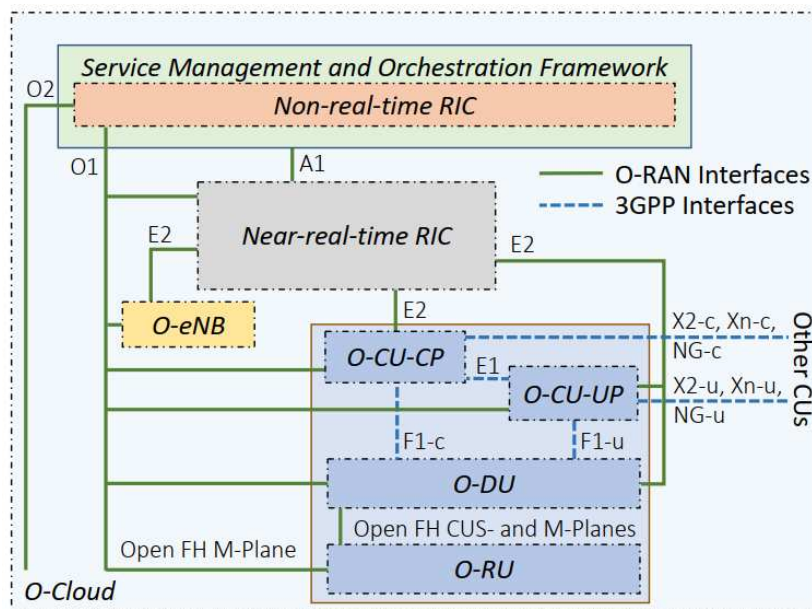 Service Management and Orchestration Framework
O2
Non-real-time RIC
O1
A1
O-RAN Interfaces
3GPP Interfaces
Near-real-time RIC
E2
E2
O-eNB
E2
O-CU-CP
X2-c, Xn-c,
NG-c
E1
O-CU-UP
X2-u, Xn-u,
NG-u
Other CUs
F1-c
F1-u
O-DU
Open FH CUS- and M-Planes
Open FH M-Plane
O-RU
O-Cloud